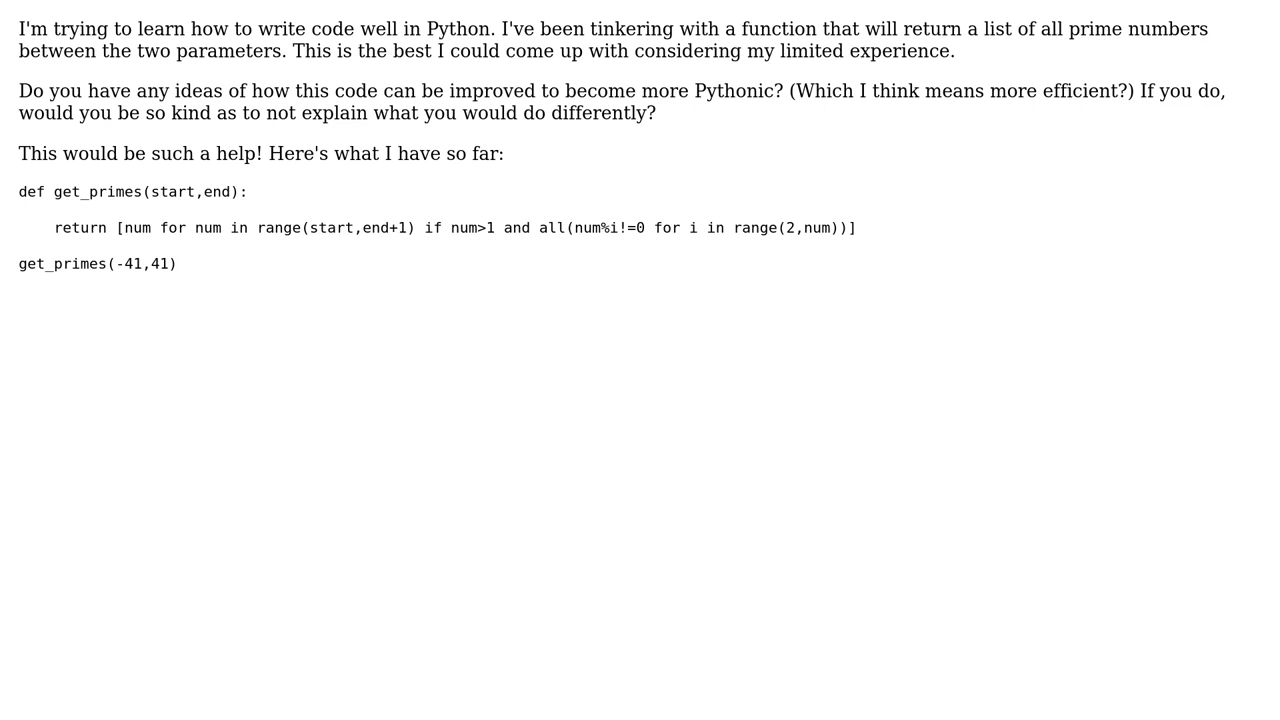 I'm trying to learn how to write code well in Python. I've been tinkering with a function that will return a list of all prime numbers
between the two parameters. This is the best I could come up with considering my limited experience.
Do you have any ideas of how this code can be improved to become more Pythonic? (Which I think means more efficient?) If you do,
would you be so kind as to not explain what you would do differently?
This would be such a help! Here's what I have so far:
def get_primes(start,end):
    return [num for num in range(start,end+1) if num>1 and all(num%i!=0 for i in range(2,num))]
get_primes(-41,41)